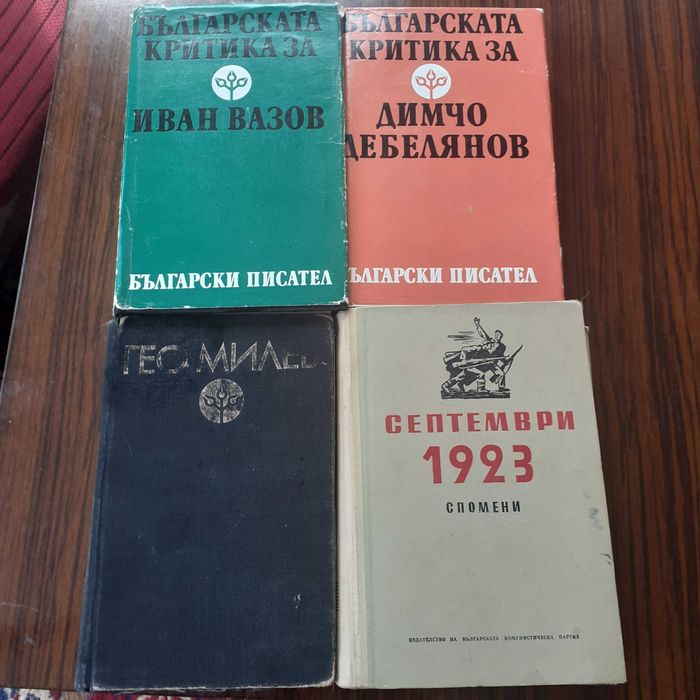 БЪЛГАРСКАТА
КРИТИКА ЗА
ИВАН ВАЗОВ
БЪЛГАРСКИ ПИСАТЕЛ
БЪЛГАРСКАТА
КРИТИКА ЗА
ДИМЧО
ДЕБЕЛЯНОВ
БЪЛГАРСКИ ПИСАТЕЛ
ГЕО МИЛЕВ
СЕПТЕМВРИ
1923
СПОМЕНИ
ИЗДАТЕЛСТВО НА БЪЛГАРСКАТА КОМУНИСТИЧЕСКА ПАРТИЯ